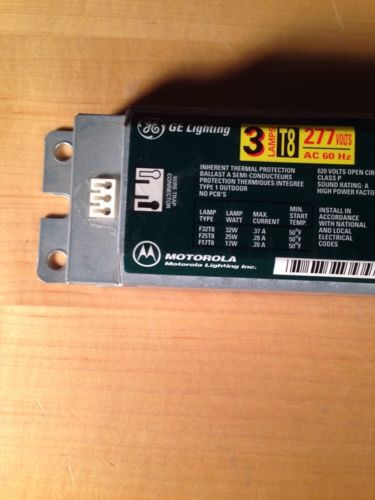 GE Lighting
3 LAMPS T8 277 VOLTS
AC 60 Hz
WIRE TRAP
CONNECTOR
INHERENT THERMAL PROTECTION
BALLAST A SEMI-CONDUCTEURS
PROTECTION THERMIQUES INTEGREE
TYPE 1 OUTDOOR
NO PCB'S
620 VOLTS OPEN CIR
CLASS P
SOUND RATING: A
HIGH POWER FACTO
LAMP TYPE LAMP WATT MAX. CURRENT MIN. START TEMP.
F32T8 32W .37 A 50°F
F25T8 25W .28 A 50°F
F17T8 17W .20 A 50°F
INSTALL IN
ACCORDANCE
WITH NATIONAL
AND LOCAL
ELECTRICAL
CODES
MOTOROLA
Motorola Lighting Inc.